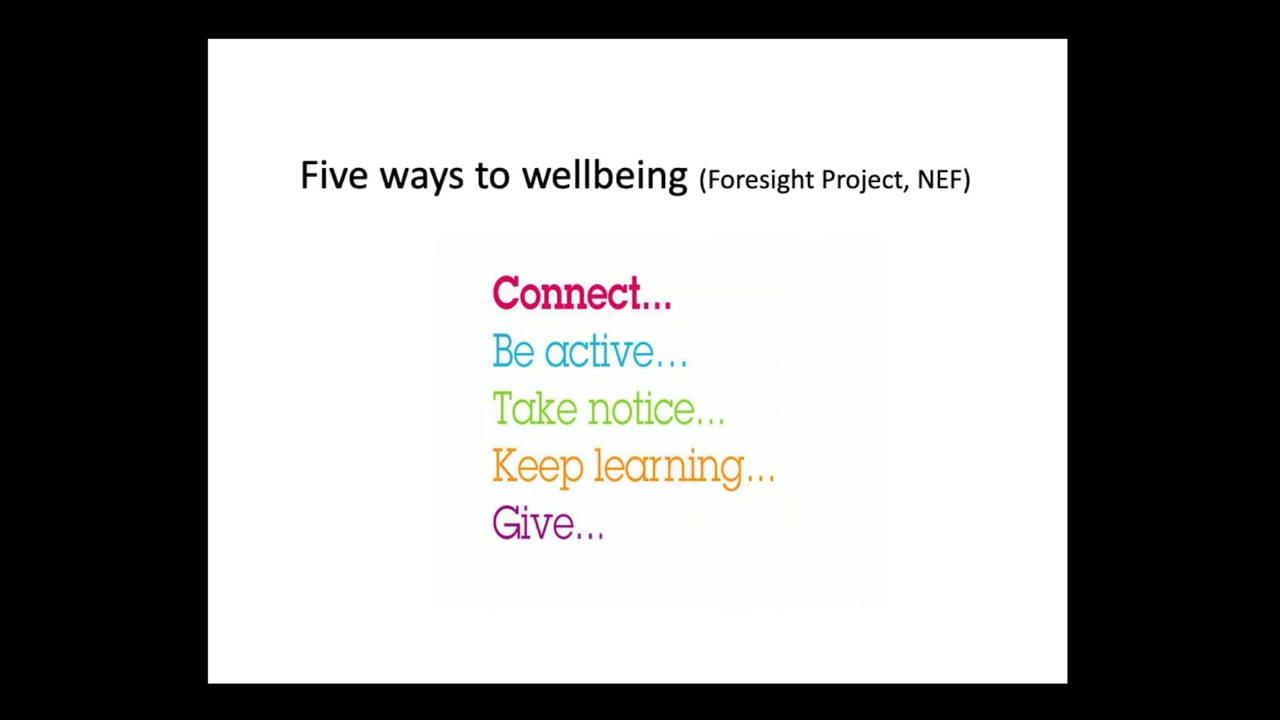 Five ways to wellbeing (Foresight Project, NEF)
Connect...
Be active...
Take notice...
Keep learning...
Give...